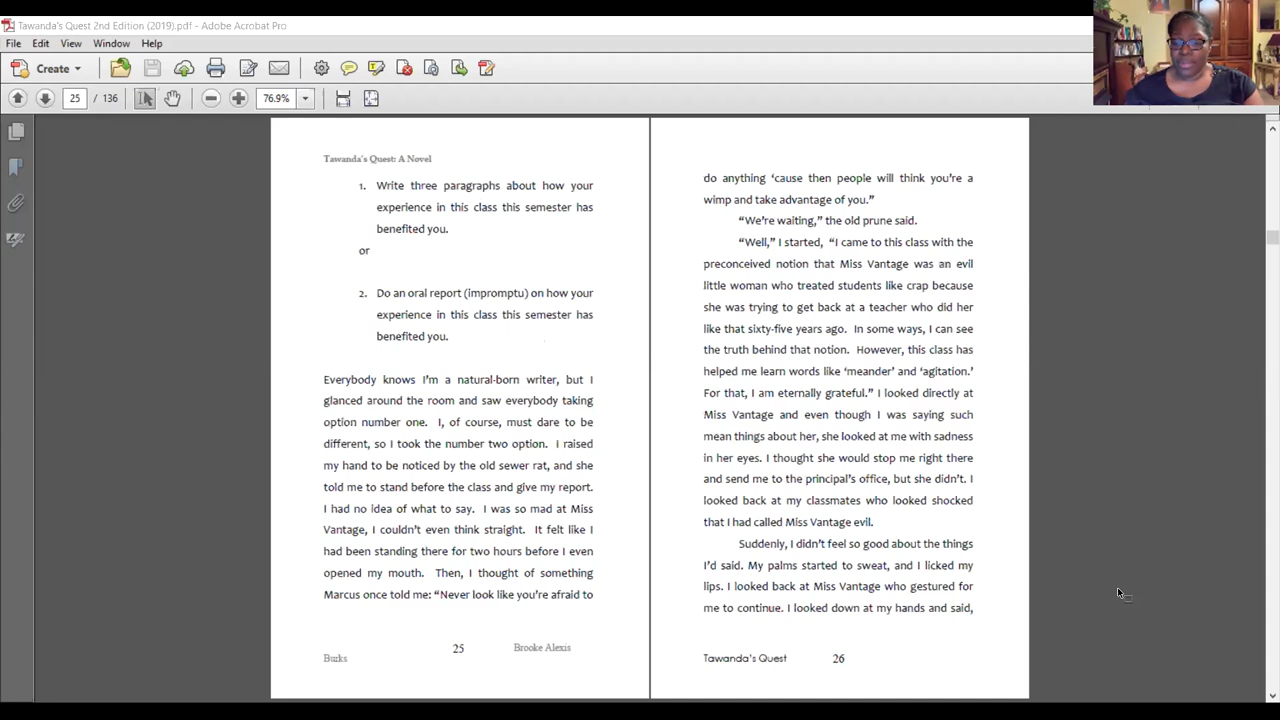 Tawanda's Quest 2nd Edition (2019).pdf - Adobe Acrobat Pro
File Edit View Window Help
Create
25 / 136 76.9%
Tawanda's Quest: A Novel
1. Write three paragraphs about how your
experience in this class this semester has
benefited you.
or
2. Do an oral report (impromptu) on how your
experience in this class this semester has
benefited you.
Everybody knows I'm a natural-born writer, but I
glanced around the room and saw everybody taking
option number one. I, of course, must dare to be
different, so I took the number two option. I raised
my hand to be noticed by the old sewer rat, and she
told me to stand before the class and give my report.
I had no idea of what to say. I was so mad at Miss
Vantage, I couldn't even think straight. It felt like I
had been standing there for two hours before I even
opened my mouth. Then, I thought of something
Marcus once told me: “Never look like you're afraid to
25 Brooke Alexis
Burks
do anything ‘cause then people will think you're a
wimp and take advantage of you.”
“We're waiting,” the old prune said.
“Well,” I started, “I came to this class with the
preconceived notion that Miss Vantage was an evil
little woman who treated students like crap because
she was trying to get back at a teacher who did her
like that sixty-five years ago. In some ways, I can see
the truth behind that notion. However, this class has
helped me learn words like ‘meander’ and ‘agitation.’
For that, I am eternally grateful.” I looked directly at
Miss Vantage and even though I was saying such
mean things about her, she looked at me with sadness
in her eyes. I thought she would stop me right there
and send me to the principal's office, but she didn't. I
looked back at my classmates who looked shocked
that I had called Miss Vantage evil.
Suddenly, I didn't feel so good about the things
I'd said. My palms started to sweat, and I licked my
lips. I looked back at Miss Vantage who gestured for
me to continue. I looked down at my hands and said,
Tawanda's Quest 26